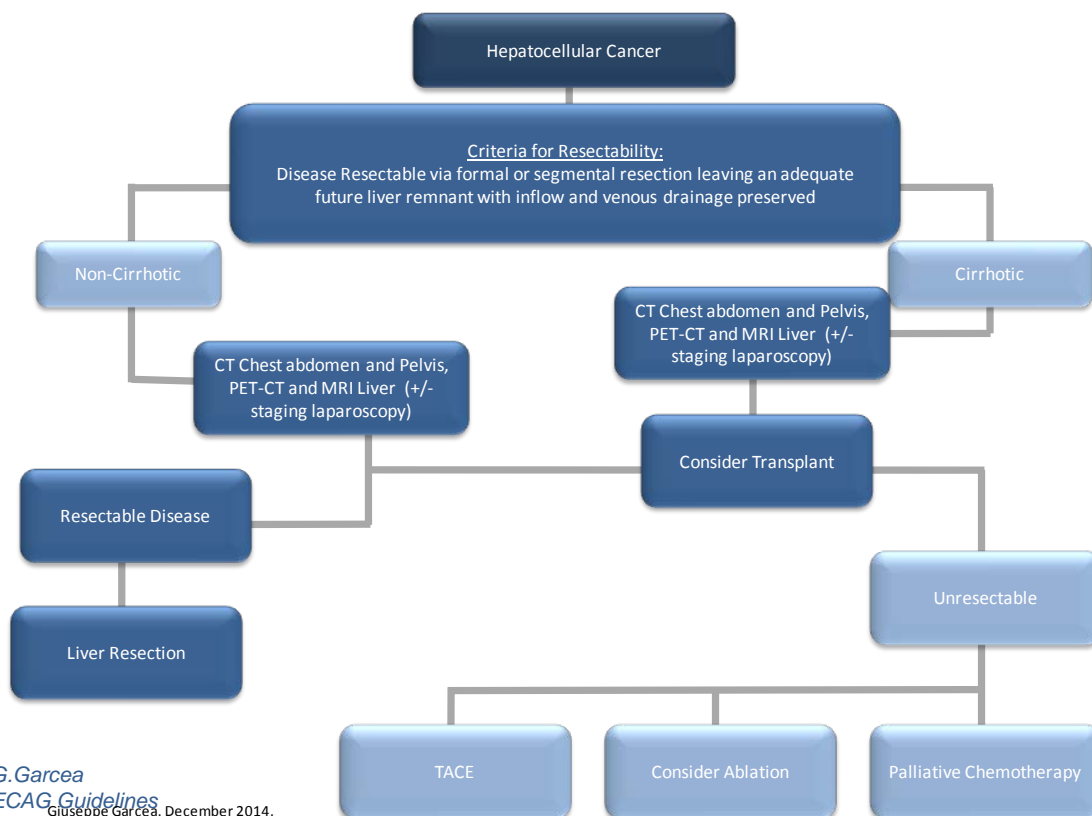 Hepatocellular Cancer
Criteria for Resectability:
Disease Resectable via formal or segmental resection leaving an adequate
future liver remnant with inflow and venous drainage preserved
Non-Cirrhotic
Cirrhotic
CT Chest abdomen and Pelvis,
PET-CT and MRI Liver (+/-
staging laparoscopy)
CT Chest abdomen and Pelvis,
PET-CT and MRI Liver (+/-
staging laparoscopy)
Consider Transplant
Resectable Disease
Unresectable
Liver Resection
TACE
Consider Ablation
Palliative Chemotherapy
G.Garcea
ECAG Guidelines
Giuseppe Garcea. December 2014.